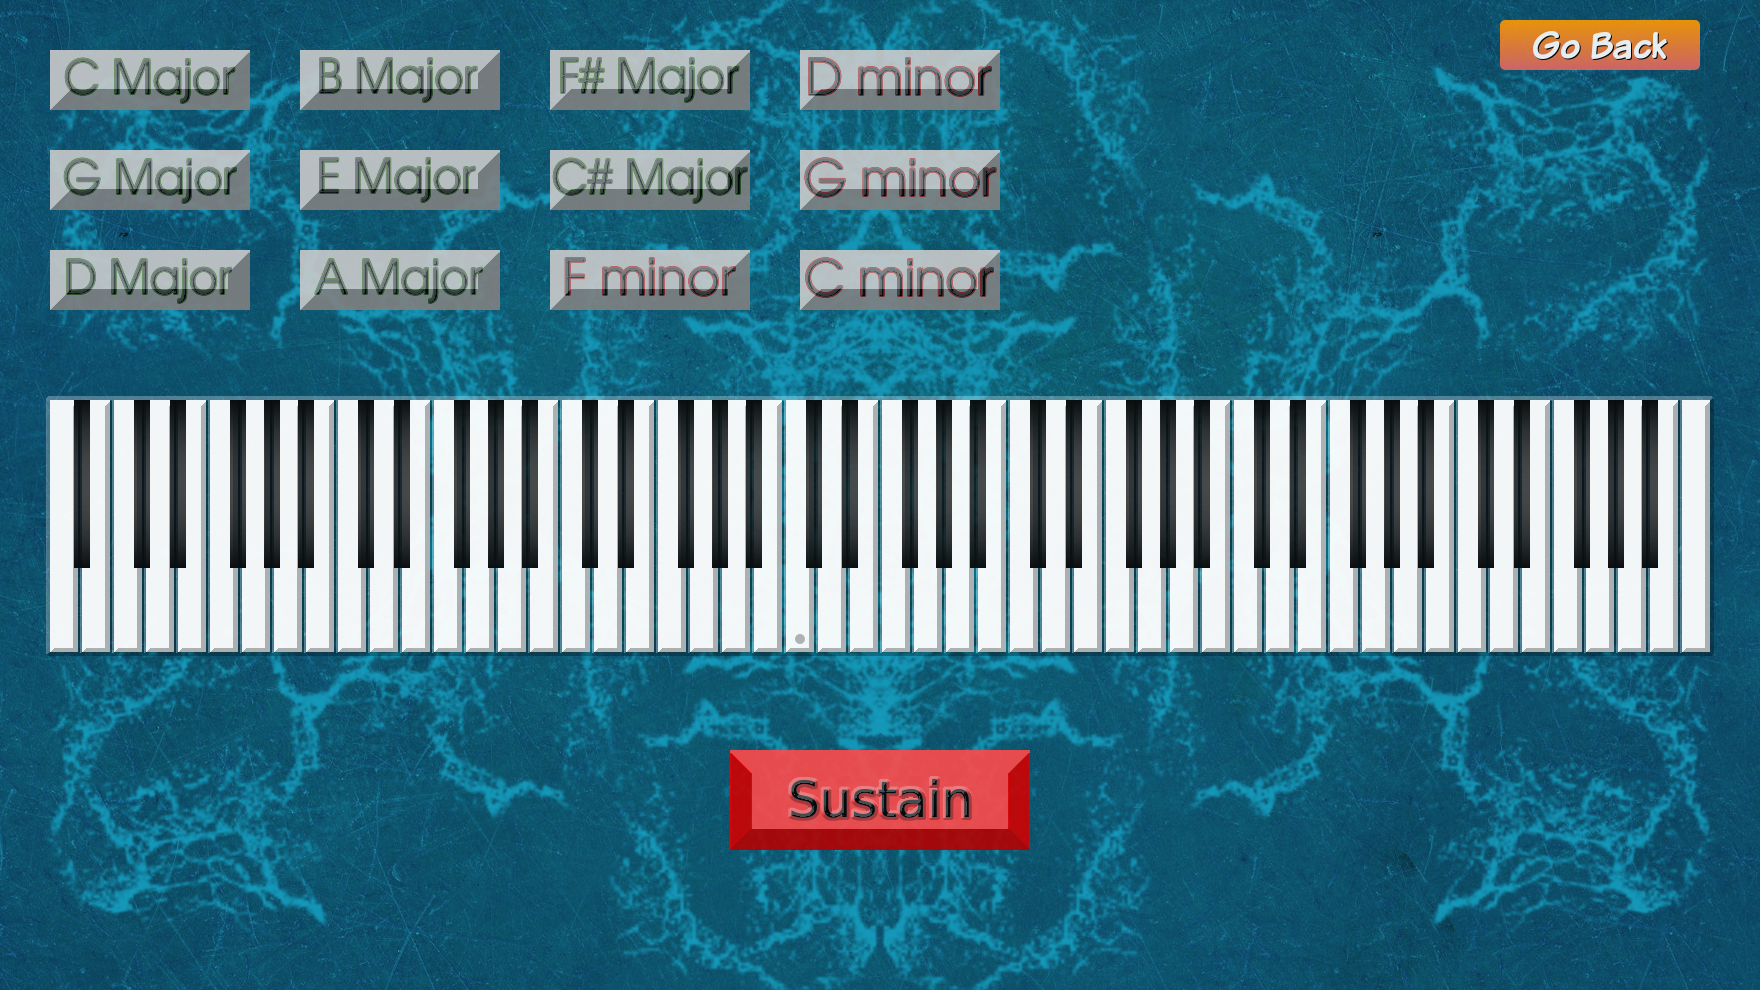 Go Back
C Major
B Major
F# Major
D minor
G Major
E Major
C# Major
G minor
D Major
A Major
F minor
C minor
Sustain